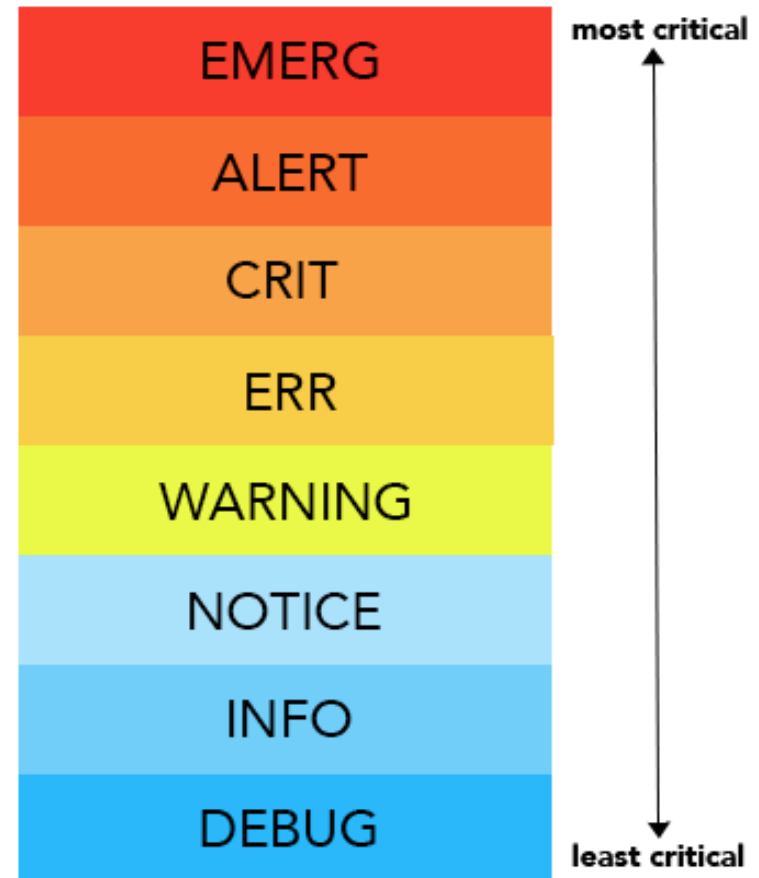 most critical
EMERG
ALERT
CRIT
ERR
WARNING
NOTICE
INFO
DEBUG
least critical